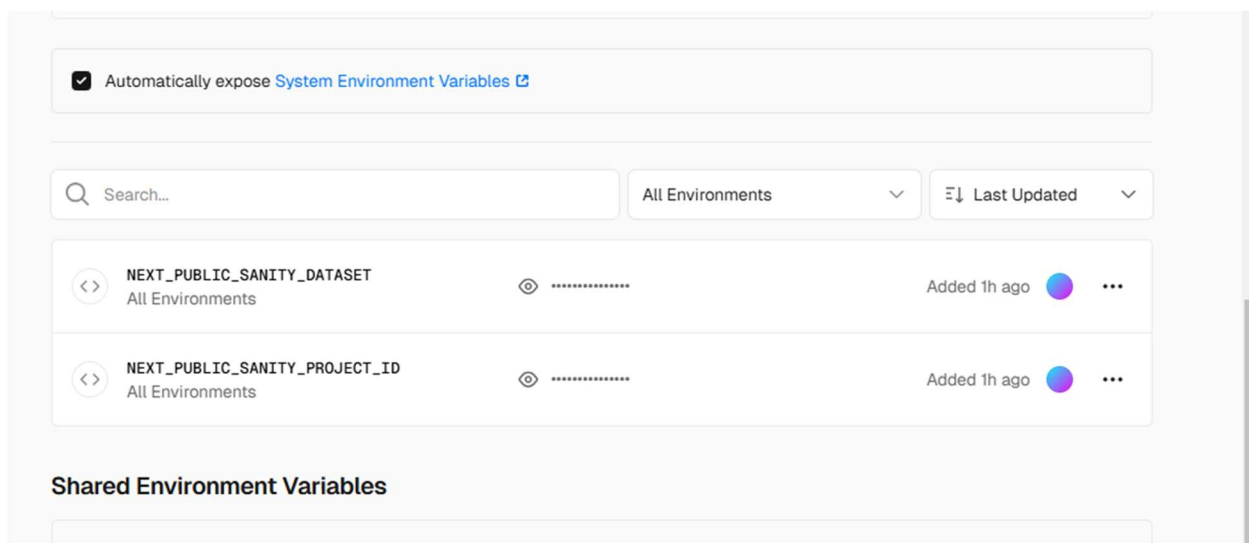 Automatically expose System Environment Variables
Search...
All Environments
Last Updated
NEXT_PUBLIC_SANITY_DATASET
All Environments
•••••••••••••••
Added 1h ago
NEXT_PUBLIC_SANITY_PROJECT_ID
All Environments
•••••••••••••••
Added 1h ago
Shared Environment Variables